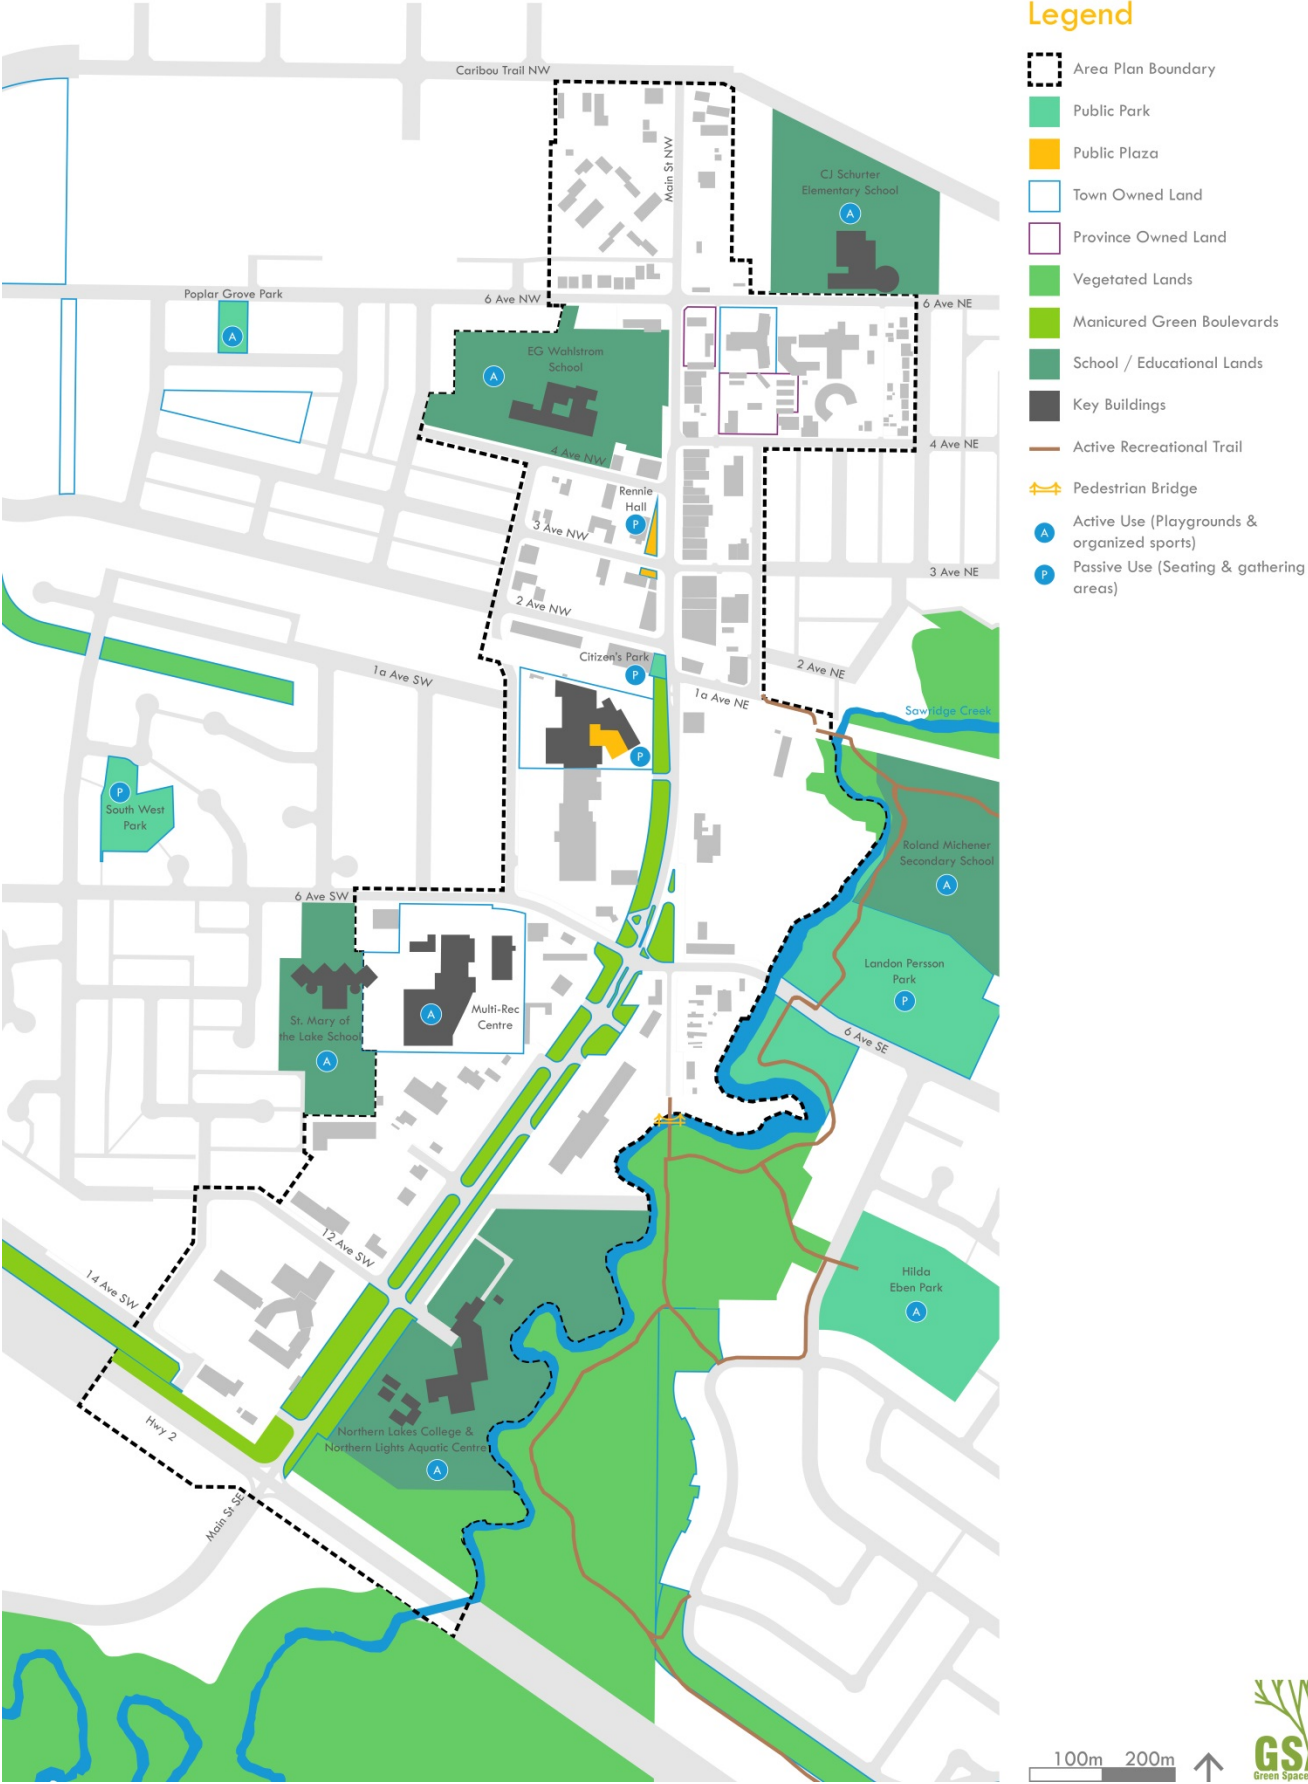 Legend
Area Plan Boundary
Public Park
Public Plaza
Town Owned Land
Province Owned Land
Vegetated Lands
Manicured Green Boulevards
School / Educational Lands
Key Buildings
Active Recreational Trail
Pedestrian Bridge
A
Active Use (Playgrounds &
organized sports)
P
Passive Use (Seating & gathering
areas)
Caribou Trail NW
Main St NW
CJ Schurter
Elementary School
A
Poplar Grove Park
A
6 Ave NW
6 Ave NE
EG Wahlstrom
School
A
4 Ave NW
4 Ave NE
Rennie
Hall
P
3 Ave NW
3 Ave NE
2 Ave NW
Citizen's Park
P
2 Ave NE
1a Ave SW
1a Ave NE
Sawridge Creek
P
P
South West
Park
Roland Michener
Secondary School
A
6 Ave SW
Landon Persson
Park
P
St. Mary of
the Lake School
A
A
Multi-Rec
Centre
6 Ave SE
12 Ave SW
14 Ave SW
Hilda
Eben Park
A
Hwy 2
Northern Lakes College &
Northern Lights Aquatic Centre
A
Main St SE
100m 200m
GS
Green Space